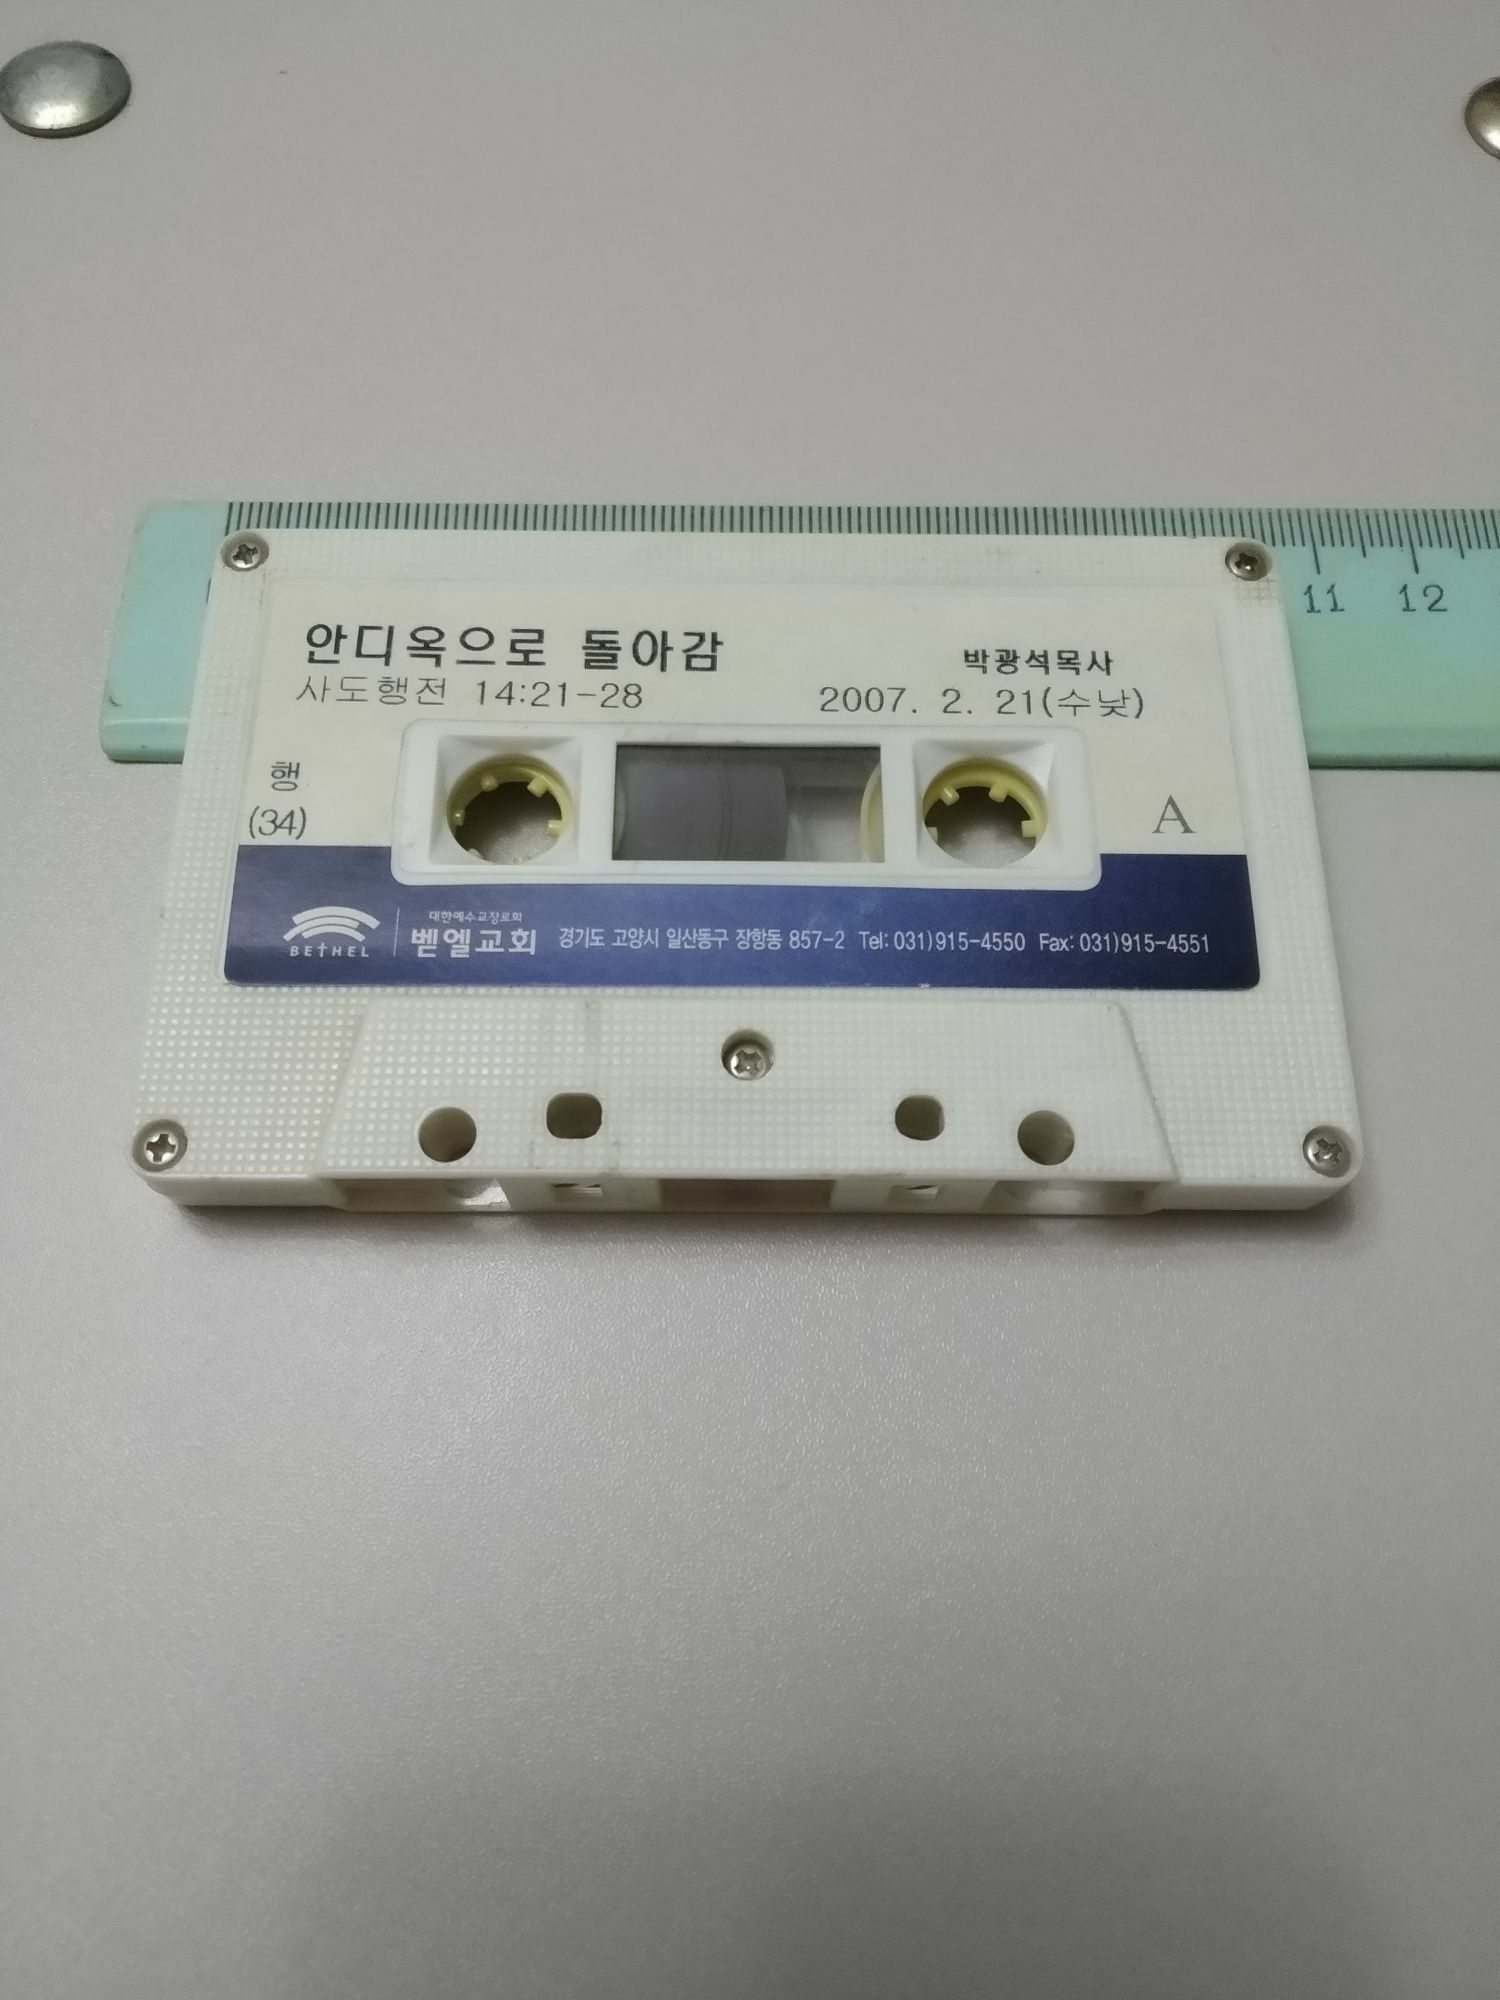 11 12
안디옥으로 돌아감
박광석목사
사도행전 14:21-28
2007. 2. 21(수낮)
행
(34)
A
BETHEL
대한예수교장로회
벧엘교회
경기도 고양시 일산동구 장항동 857-2 Tel: 031)915-4550 Fax: 031)915-4551